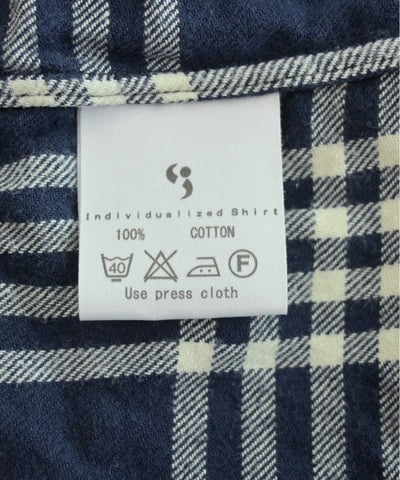 Individualized Shirt
100% COTTON
40 F
Use press cloth